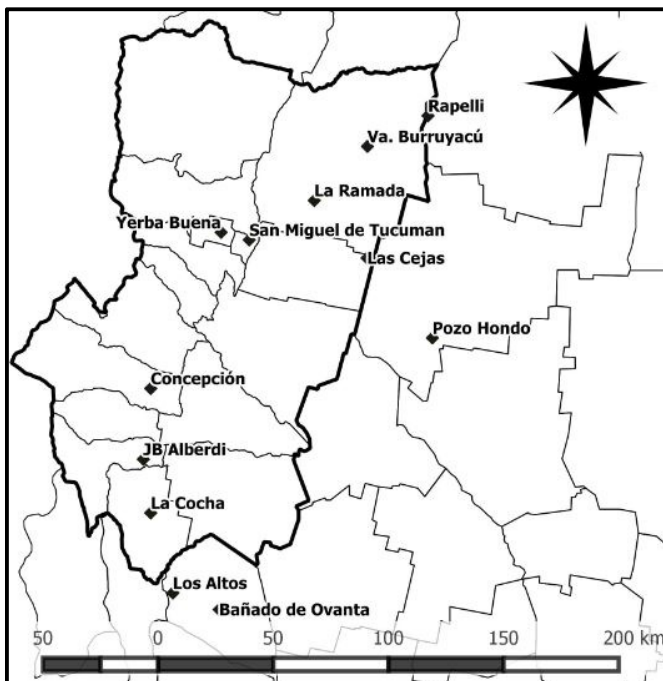 Rapelli
Va. Burruyacú
La Ramada
Yerba Buena
San Miguel de Tucuman
Las Cejas
Pozo Hondo
Concepción
JB Alberdi
La Cocha
Los Altos
Bañado de Ovanta
50 0 50 100 150 200 km